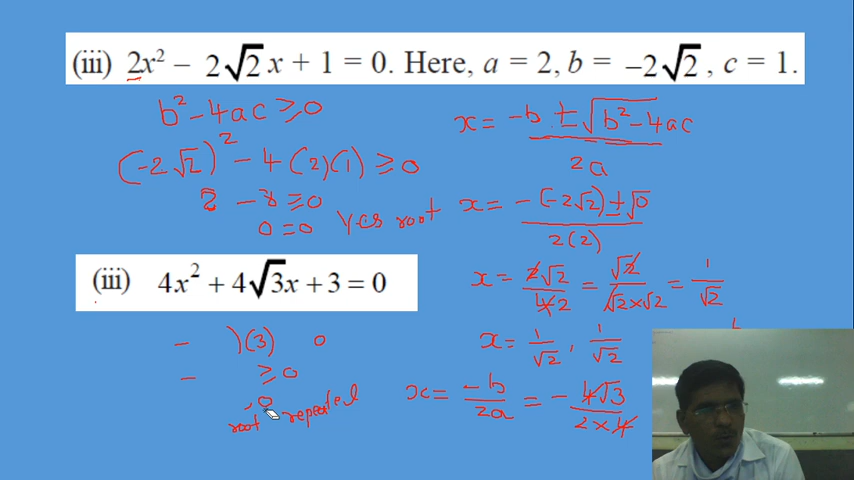 (iii) 2x² − 2√2 x + 1 = 0. Here, a = 2, b = −2√2, c = 1.
b² − 4ac ≥ 0
(−2√2)² − 4(2)(1) ≥ 0
8 − 8 ≥ 0
0 = 0 Yes root
x = −b ± √b² − 4ac / 2a
x = −(−2√2) ± √0 / 2(2)
x = 2√2 / 4 2 = √2 / √2 × √2 = 1 / √2
x = 1/√2, 1/√2
(iii) 4x² + 4√3x + 3 = 0
− )(3) 0
− ≥ 0
0
root repeated
x = −b / 2a = − 4√3 / 2 × 4